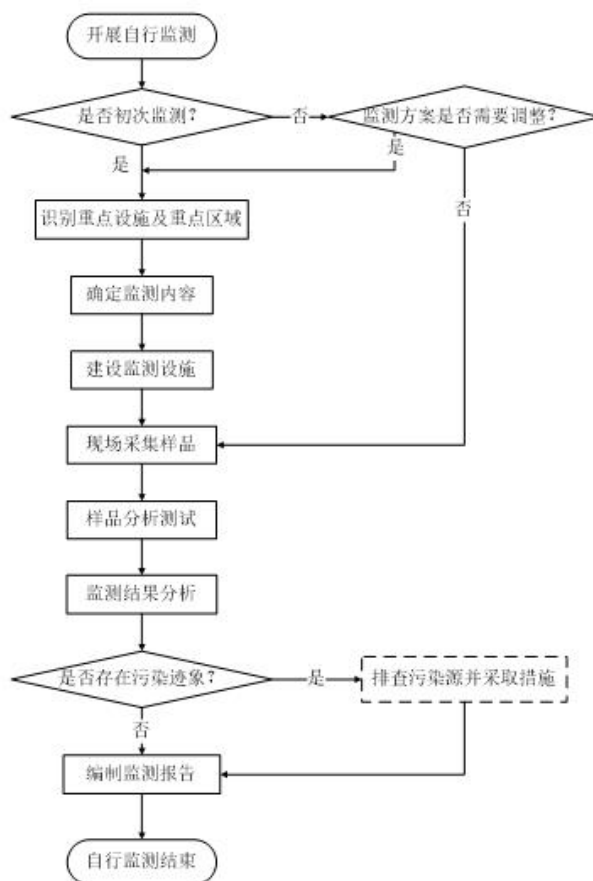 开展自行监测
是否初次监测?
否
监测方案是否需要调整?
是
是
否
识别重点设施及重点区域
确定监测内容
建设监测设施
现场采集样品
样品分析测试
监测结果分析
是否存在污染迹象?
是
排查污染源并采取措施
否
编制监测报告
自行监测结束